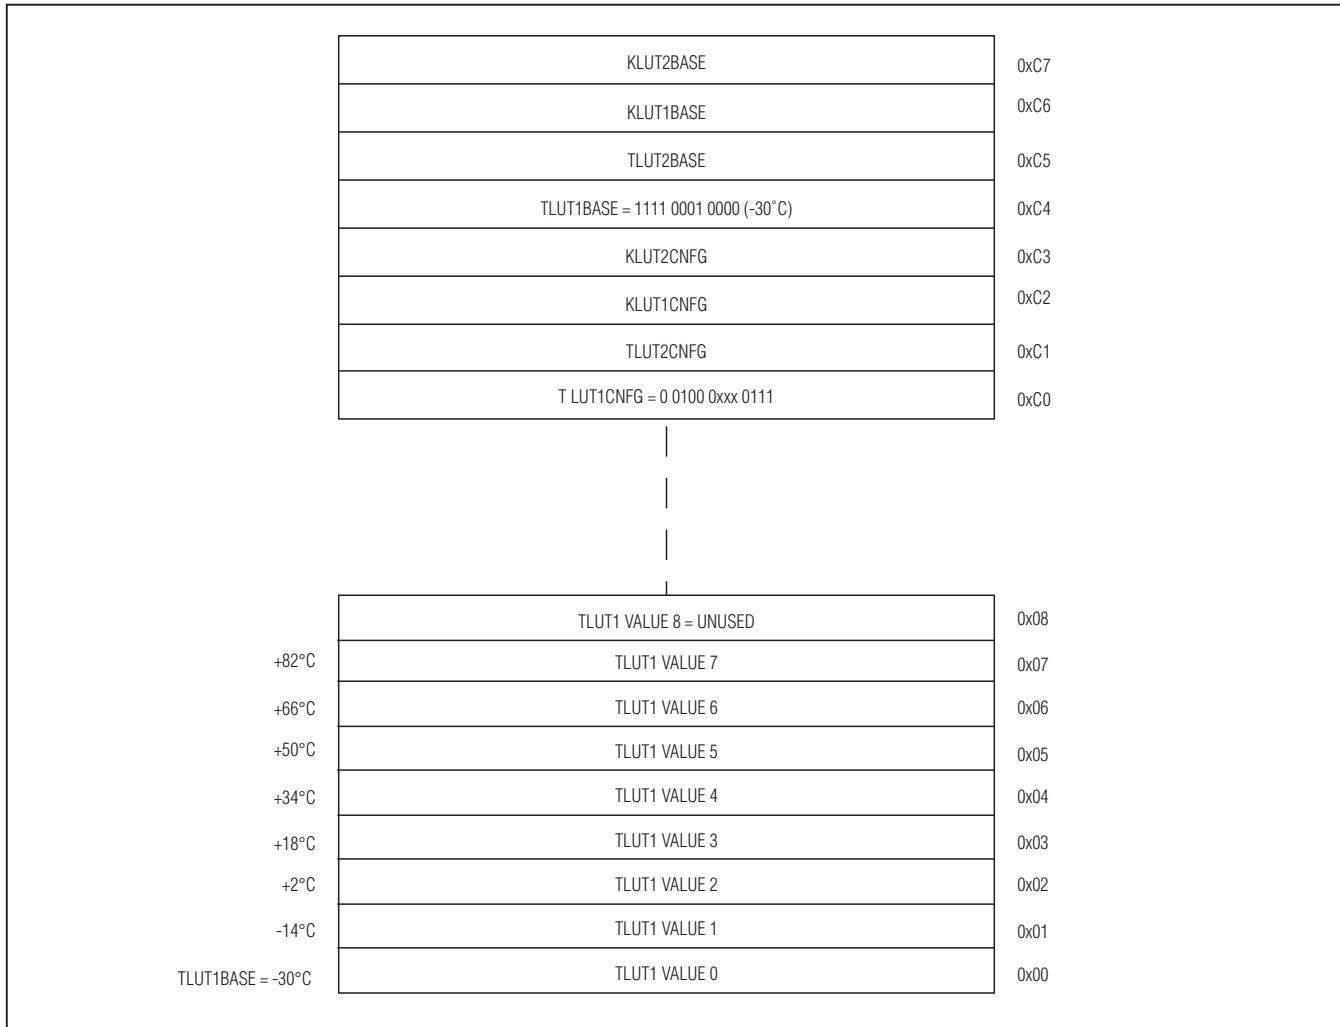 KLUT2BASE 0xC7
KLUT1BASE 0xC6
TLUT2BASE 0xC5
TLUT1BASE = 1111 0001 0000 (-30˚C) 0xC4
KLUT2CNFG 0xC3
KLUT1CNFG 0xC2
TLUT2CNFG 0xC1
T LUT1CNFG = 0 0100 0xxx 0111 0xC0
TLUT1 VALUE 8 = UNUSED 0x08
+82°C TLUT1 VALUE 7 0x07
+66°C TLUT1 VALUE 6 0x06
+50°C TLUT1 VALUE 5 0x05
+34°C TLUT1 VALUE 4 0x04
+18°C TLUT1 VALUE 3 0x03
+2°C TLUT1 VALUE 2 0x02
-14°C TLUT1 VALUE 1 0x01
TLUT1BASE = -30°C TLUT1 VALUE 0 0x00